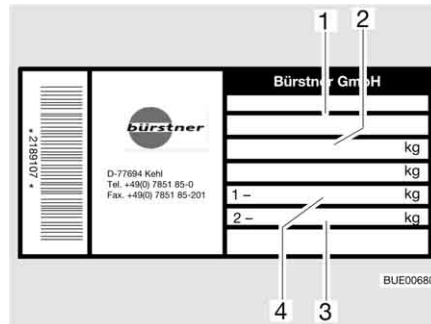 1
2
Bürstner GmbH
* 2189107 *
bürstner
D-77694 Kehl
Tel. +49(0) 7851 85-0
Fax. +49(0) 7851 85-201
kg
kg
1 – kg
2 – kg
4
3
BUE00680